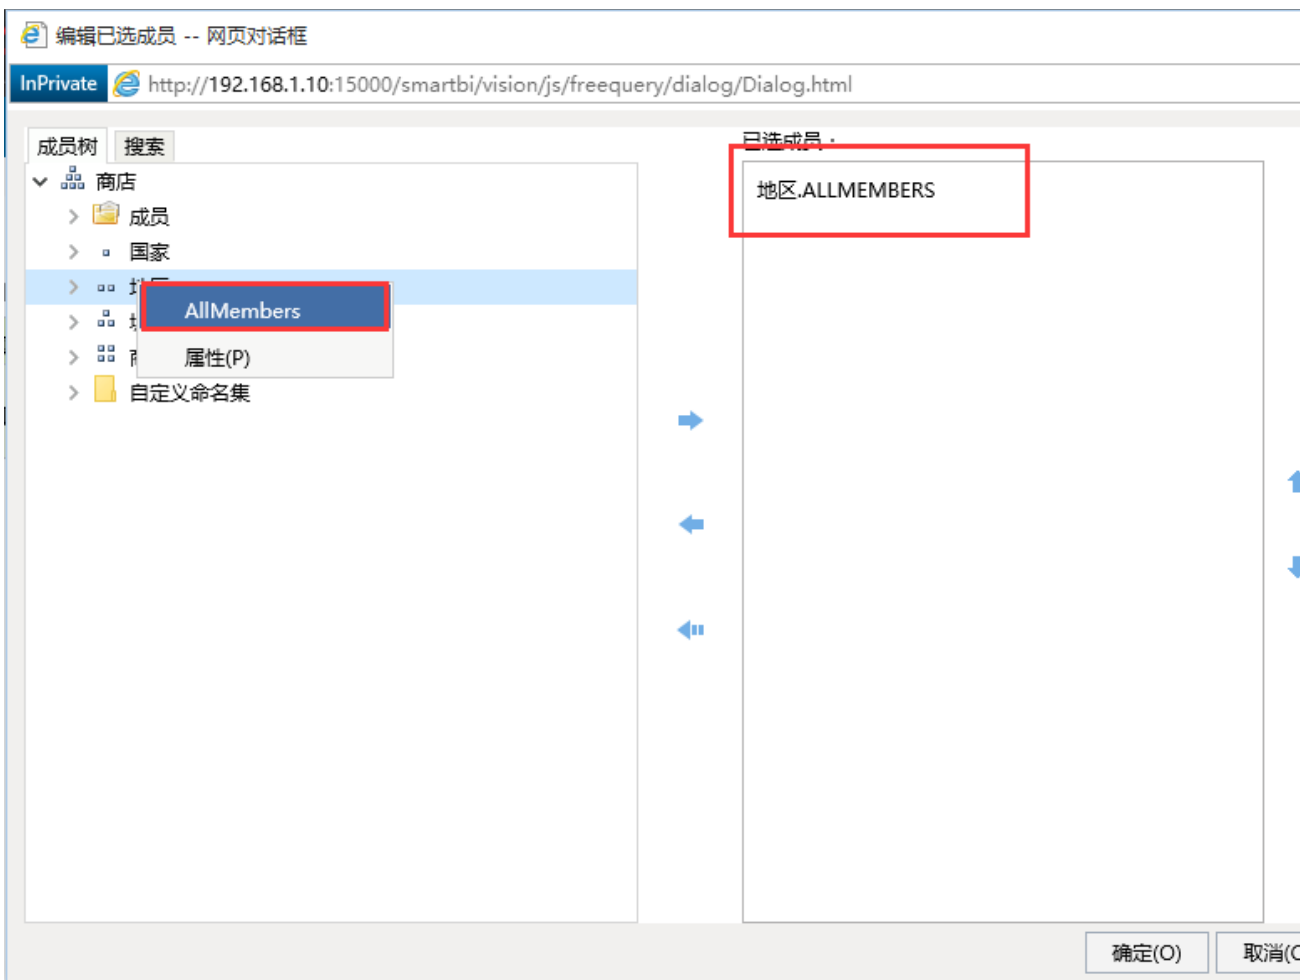 编辑已选成员 -- 网页对话框
InPrivate http://192.168.1.10:15000/smartbi/vision/js/freequery/dialog/Dialog.html
成员树 搜索
已选成员：
商店
成员
国家
AllMembers
属性(P)
自定义命名集
地区.ALLMEMBERS
确定(O) 取消(